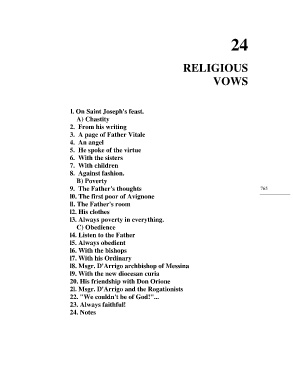 24
RELIGIOUS
VOWS
1. On Saint Joseph's feast.
A) Chastity
2. From his writing
3. A page of Father Vitale
4. An angel
5. He spoke of the virtue
6. With the sisters
7. With children
8. Against fashion.
B) Poverty
9. The Father's thoughts
10. The first poor of Avignone
11. The Father's room
12. His clothes
13. Always poverty in everything.
C) Obedience
14. Listen to the Father
15. Always obedient
16. With the bishops
17. With his Ordinary
18. Msgr. D'Arrigo archbishop of Messina
19. With the new diocesan curia
20. His friendship with Don Orione
21. Msgr. D'Arrigo and the Rogationists
22. "We couldn't be of God!"...
23. Always faithful!
24. Notes
765